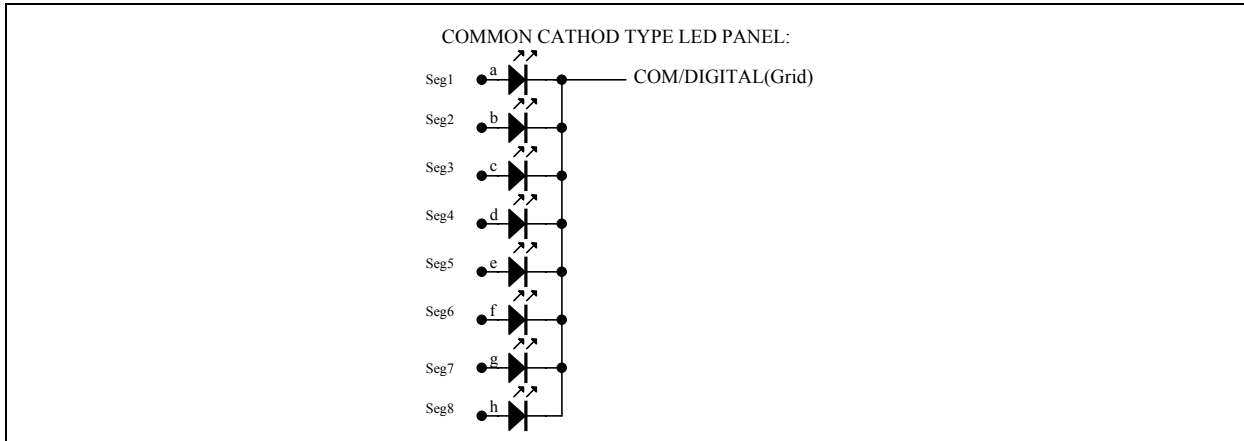 COMMON CATHOD TYPE LED PANEL:
Seg1 a COM/DIGITAL(Grid)
Seg2 b
Seg3 c
Seg4 d
Seg5 e
Seg6 f
Seg7 g
Seg8 h